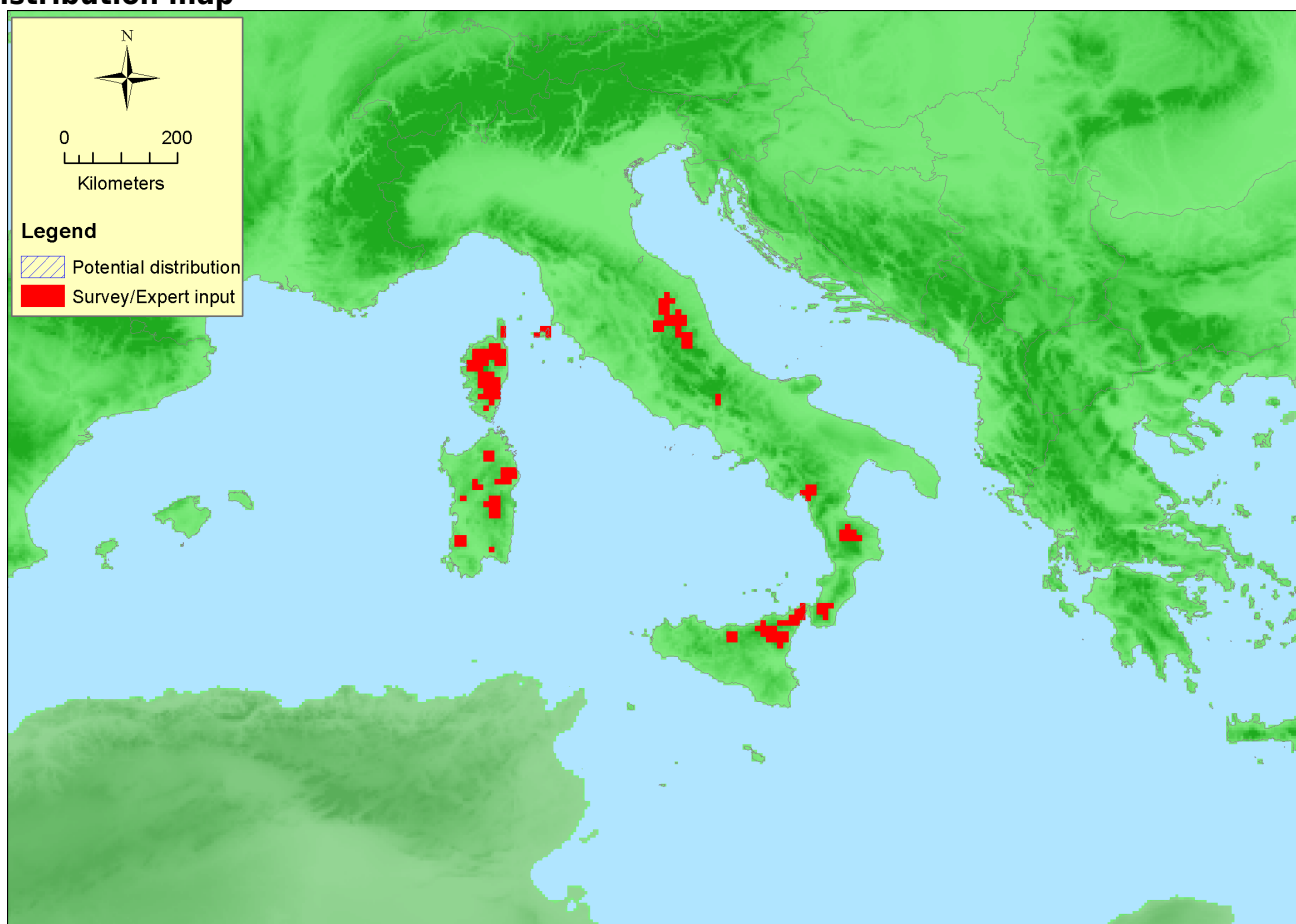 N
0 200
Kilometers
Legend
Potential distribution
Survey/Expert input